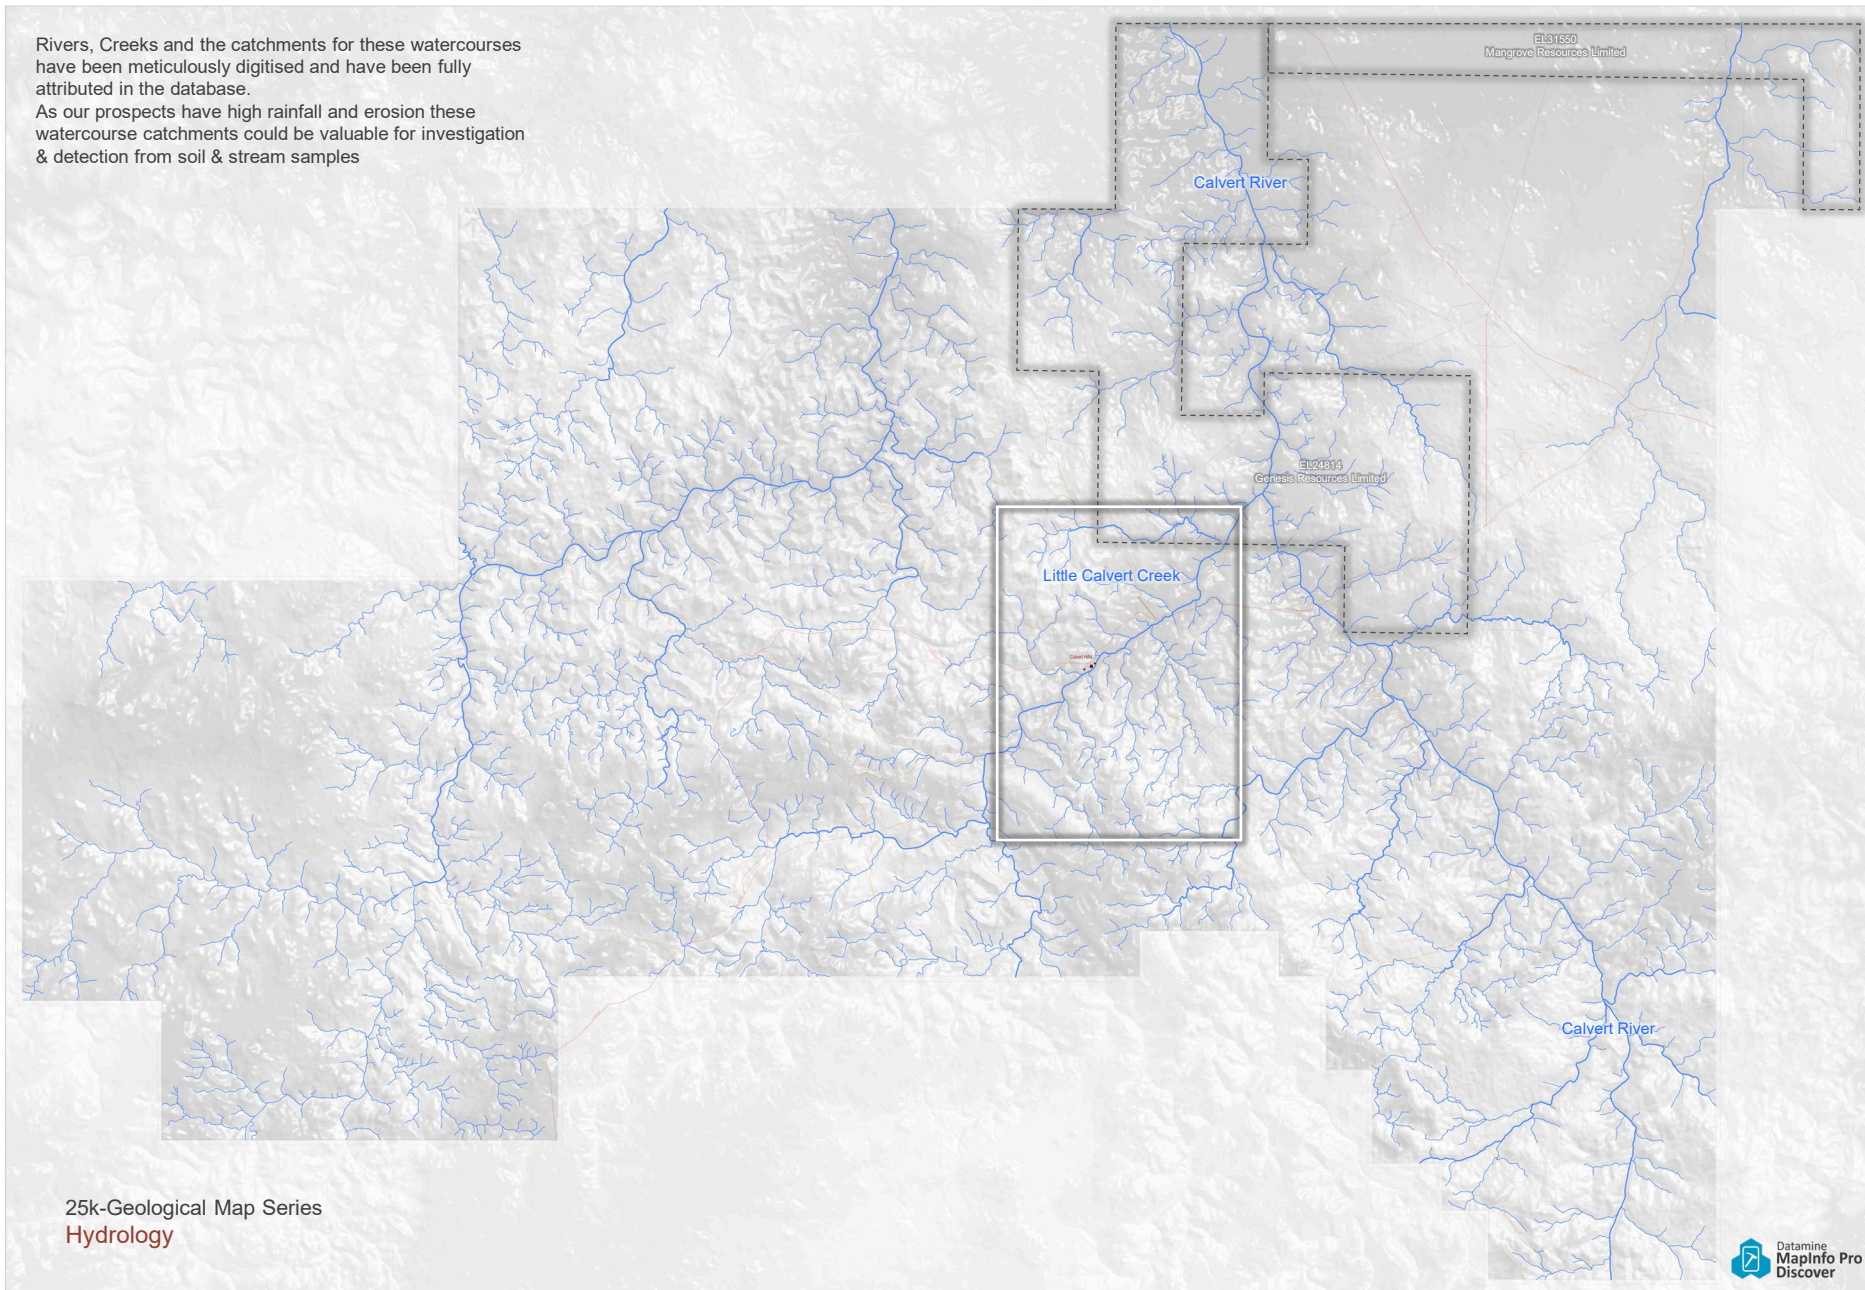 Rivers, Creeks and the catchments for these watercourses
have been meticulously digitised and have been fully
attributed in the database.
As our prospects have high rainfall and erosion these
watercourse catchments could be valuable for investigation
& detection from soil & stream samples
EL31550
Mangrove Resources Limited
Calvert River
EL24814
Genesis Resources Limited
Little Calvert Creek
Calvert Hills
Calvert River
25k-Geological Map Series
Hydrology
Datamine
MapInfo Pro
Discover